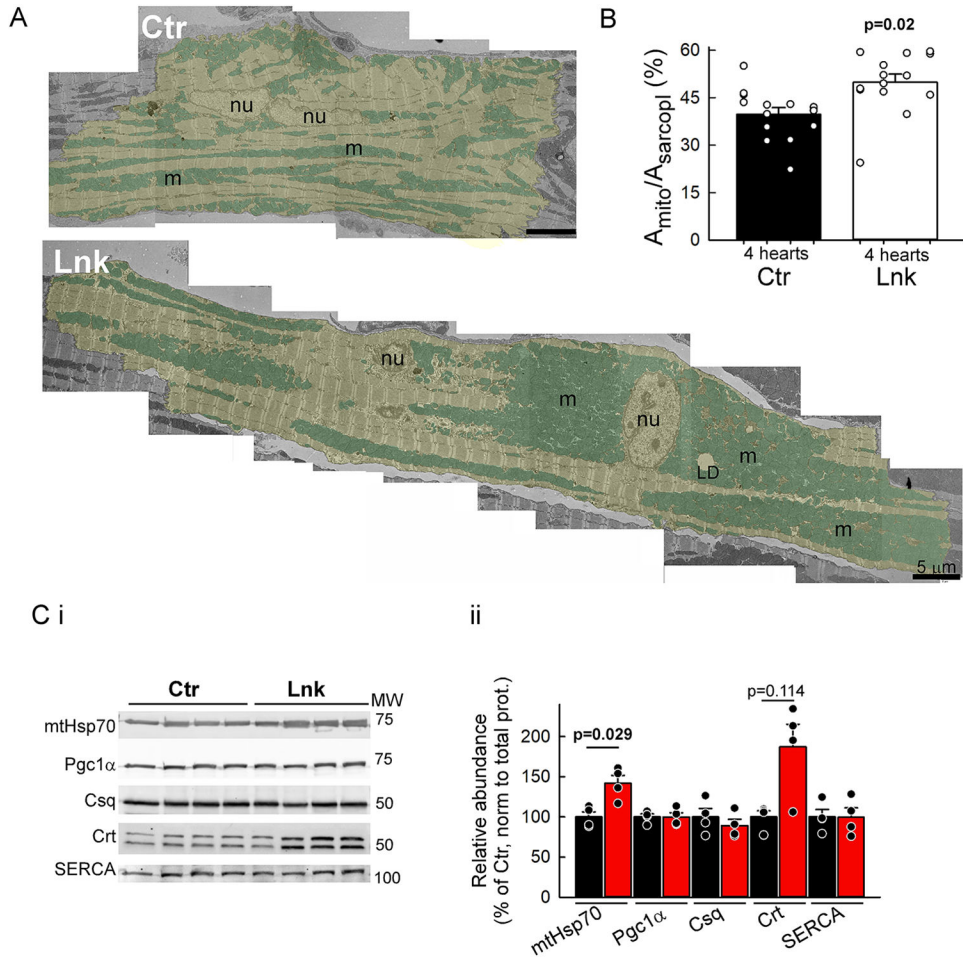 A
Ctr
nu
nu
m
m
B
p=0.02
A_mito/A_sarcopl (%)
60
45
30
15
0
4 hearts
4 hearts
Ctr
Lnk
Lnk
nu
m
nu
m
LD
m
5 μm
C i
Ctr
Lnk
MW
mtHsp70
75
Pgc1α
75
Csq
50
Crt
50
SERCA
100
ii
p=0.114
p=0.029
Relative abundance
(% of Ctr, norm to total prot.)
200
150
100
50
0
mtHsp70
Pgc1α
Csq
Crt
SERCA